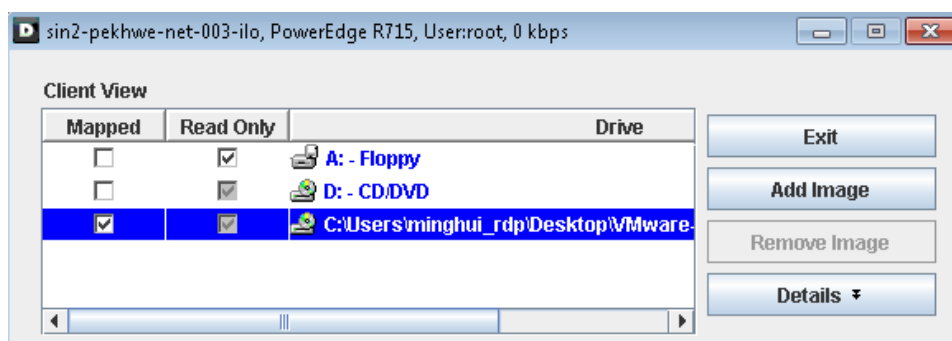 D sin2-pekhwe-net-003-ilo, PowerEdge R715, User:root, 0 kbps
Client View
Mapped Read Only Drive
A: - Floppy
D: - CD/DVD
C:\Users\minghui_rdp\Desktop\VMware-
Exit
Add Image
Remove Image
Details